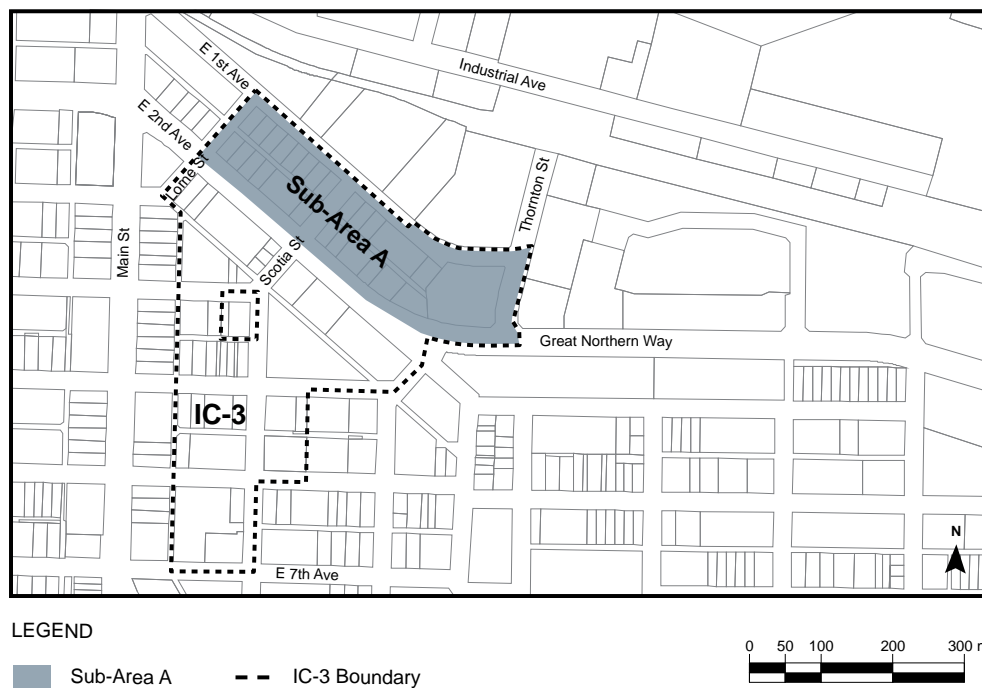 E 1st Ave
Industrial Ave
E 2nd Ave
Lorne St
Sub-Area A
Thornton St
Main St
Scotia St
Great Northern Way
IC-3
N
E 7th Ave
LEGEND
Sub-Area A
IC-3 Boundary
0 50 100 200 300 m